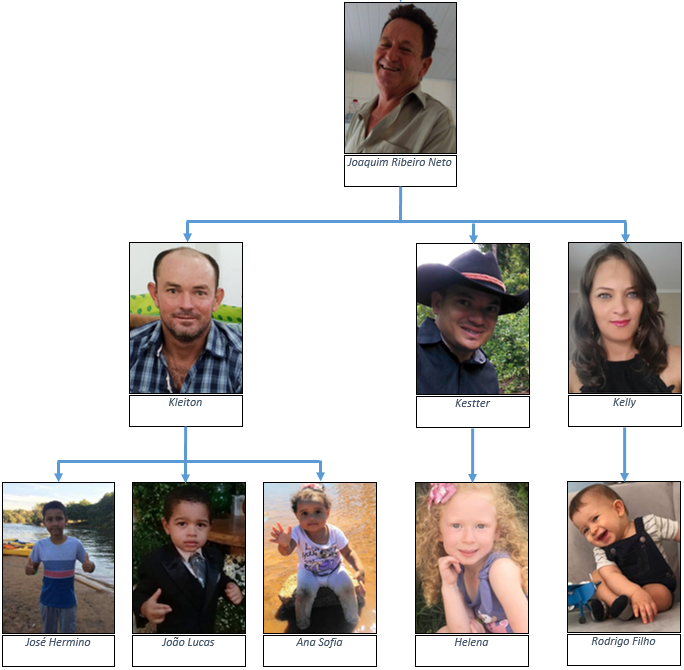 Joaquim Ribeiro Neto
Kleiton
Kestter
Kelly
José Hermino
João Lucas
Ana Sofia
Helena
Rodrigo Filho